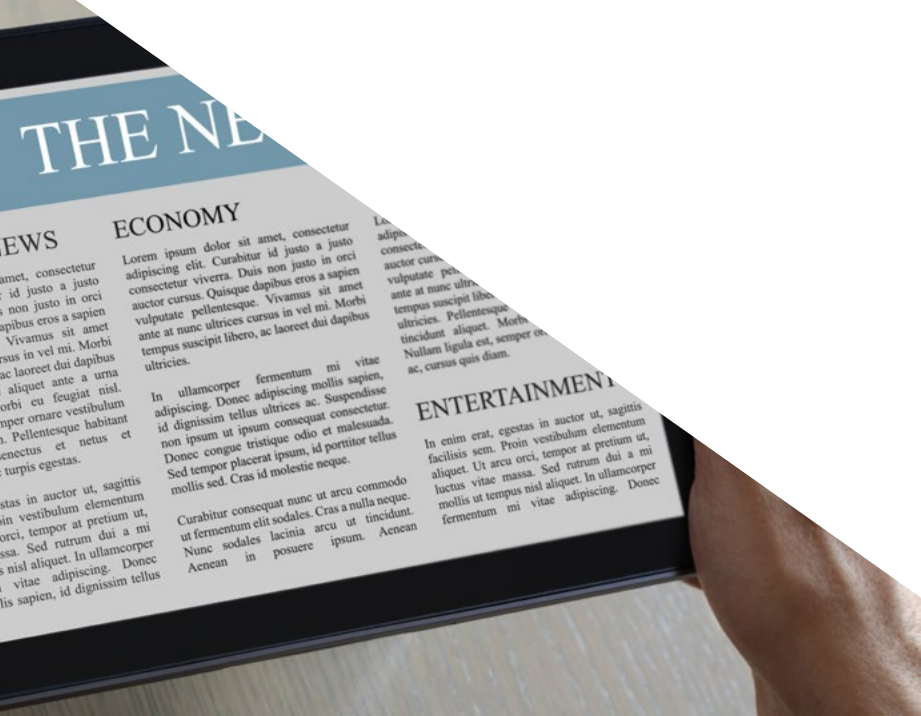 THE NE
EWS
amet, consectetur
id justo a justo
s non justo in orci
apibus eros a sapien
Vivamus sit amet
rsus in vel mi. Morbi
ac laoreet dui dapibus
aliquet ante a urna
orbi eu feugiat nisl.
mper ornare vestibulum
n. Pellentesque habitant
enectus et netus et
turpis egestas.
stas in auctor ut, sagittis
oin vestibulum elementum
orci, tempor at pretium ut,
ssa. Sed rutrum dui a mi
s nisl aliquet. In ullamcorper
vitae adipiscing. Donec
lis sapien, id dignissim tellus
ECONOMY
Lorem ipsum dolor sit amet, consectetur
adipiscing elit. Curabitur id justo a justo
consectetur viverra. Duis non justo in orci
auctor cursus. Quisque dapibus eros a sapien
vulputate pellentesque. Vivamus sit amet
ante at nunc ultrices cursus in vel mi. Morbi
tempus suscipit libero, ac laoreet dui dapibus
ultricies.
In ullamcorper fermentum mi vitae
adipiscing. Donec adipiscing mollis sapien,
id dignissim tellus ultrices ac. Suspendisse
non ipsum ut ipsum consequat consectetur.
Donec congue tristique odio et malesuada.
Sed tempor placerat ipsum, id porttitor tellus
mollis sed. Cras id molestie neque.
Curabitur consequat nunc ut arcu commodo
ut fermentum elit sodales. Cras a nulla neque.
Nunc sodales lacinia arcu ut tincidunt.
Aenean in posuere ipsum. Aenean
Lo
adipi
consecte
auctor curs
vulputate pel
ante at nunc ultri
tempus suscipit libe
ultricies. Pellentesque
tincidunt aliquet. Morb
Nullam ligula est, semper o
ac, cursus quis diam.
ENTERTAINMENT
In enim erat, egestas in auctor ut, sagittis
facilisis sem. Proin vestibulum elementum
aliquet. Ut arcu orci, tempor at pretium ut,
luctus vitae massa. Sed rutrum dui a mi
mollis ut tempus nisl aliquet. In ullamcorper
fermentum mi vitae adipiscing. Donec